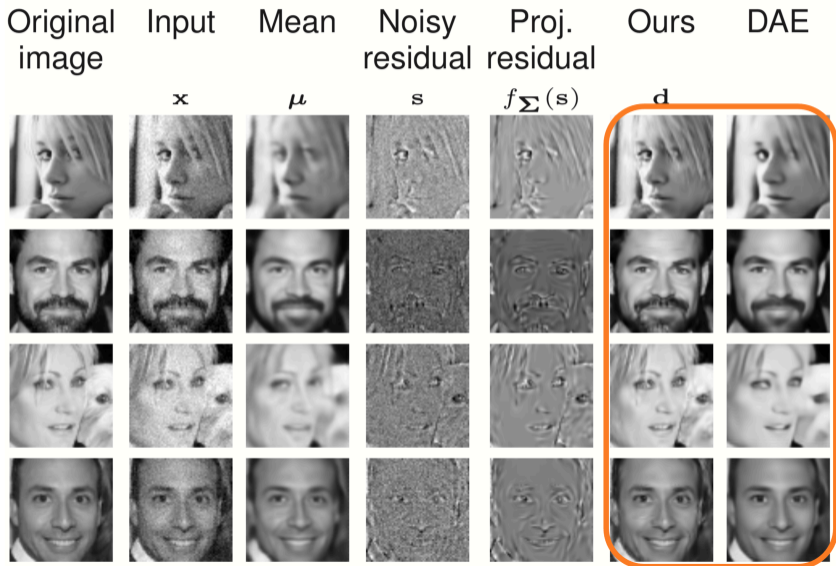 Original Input Mean Noisy Proj. Ours DAE
image residual residual
x μ s f_Σ(s) d